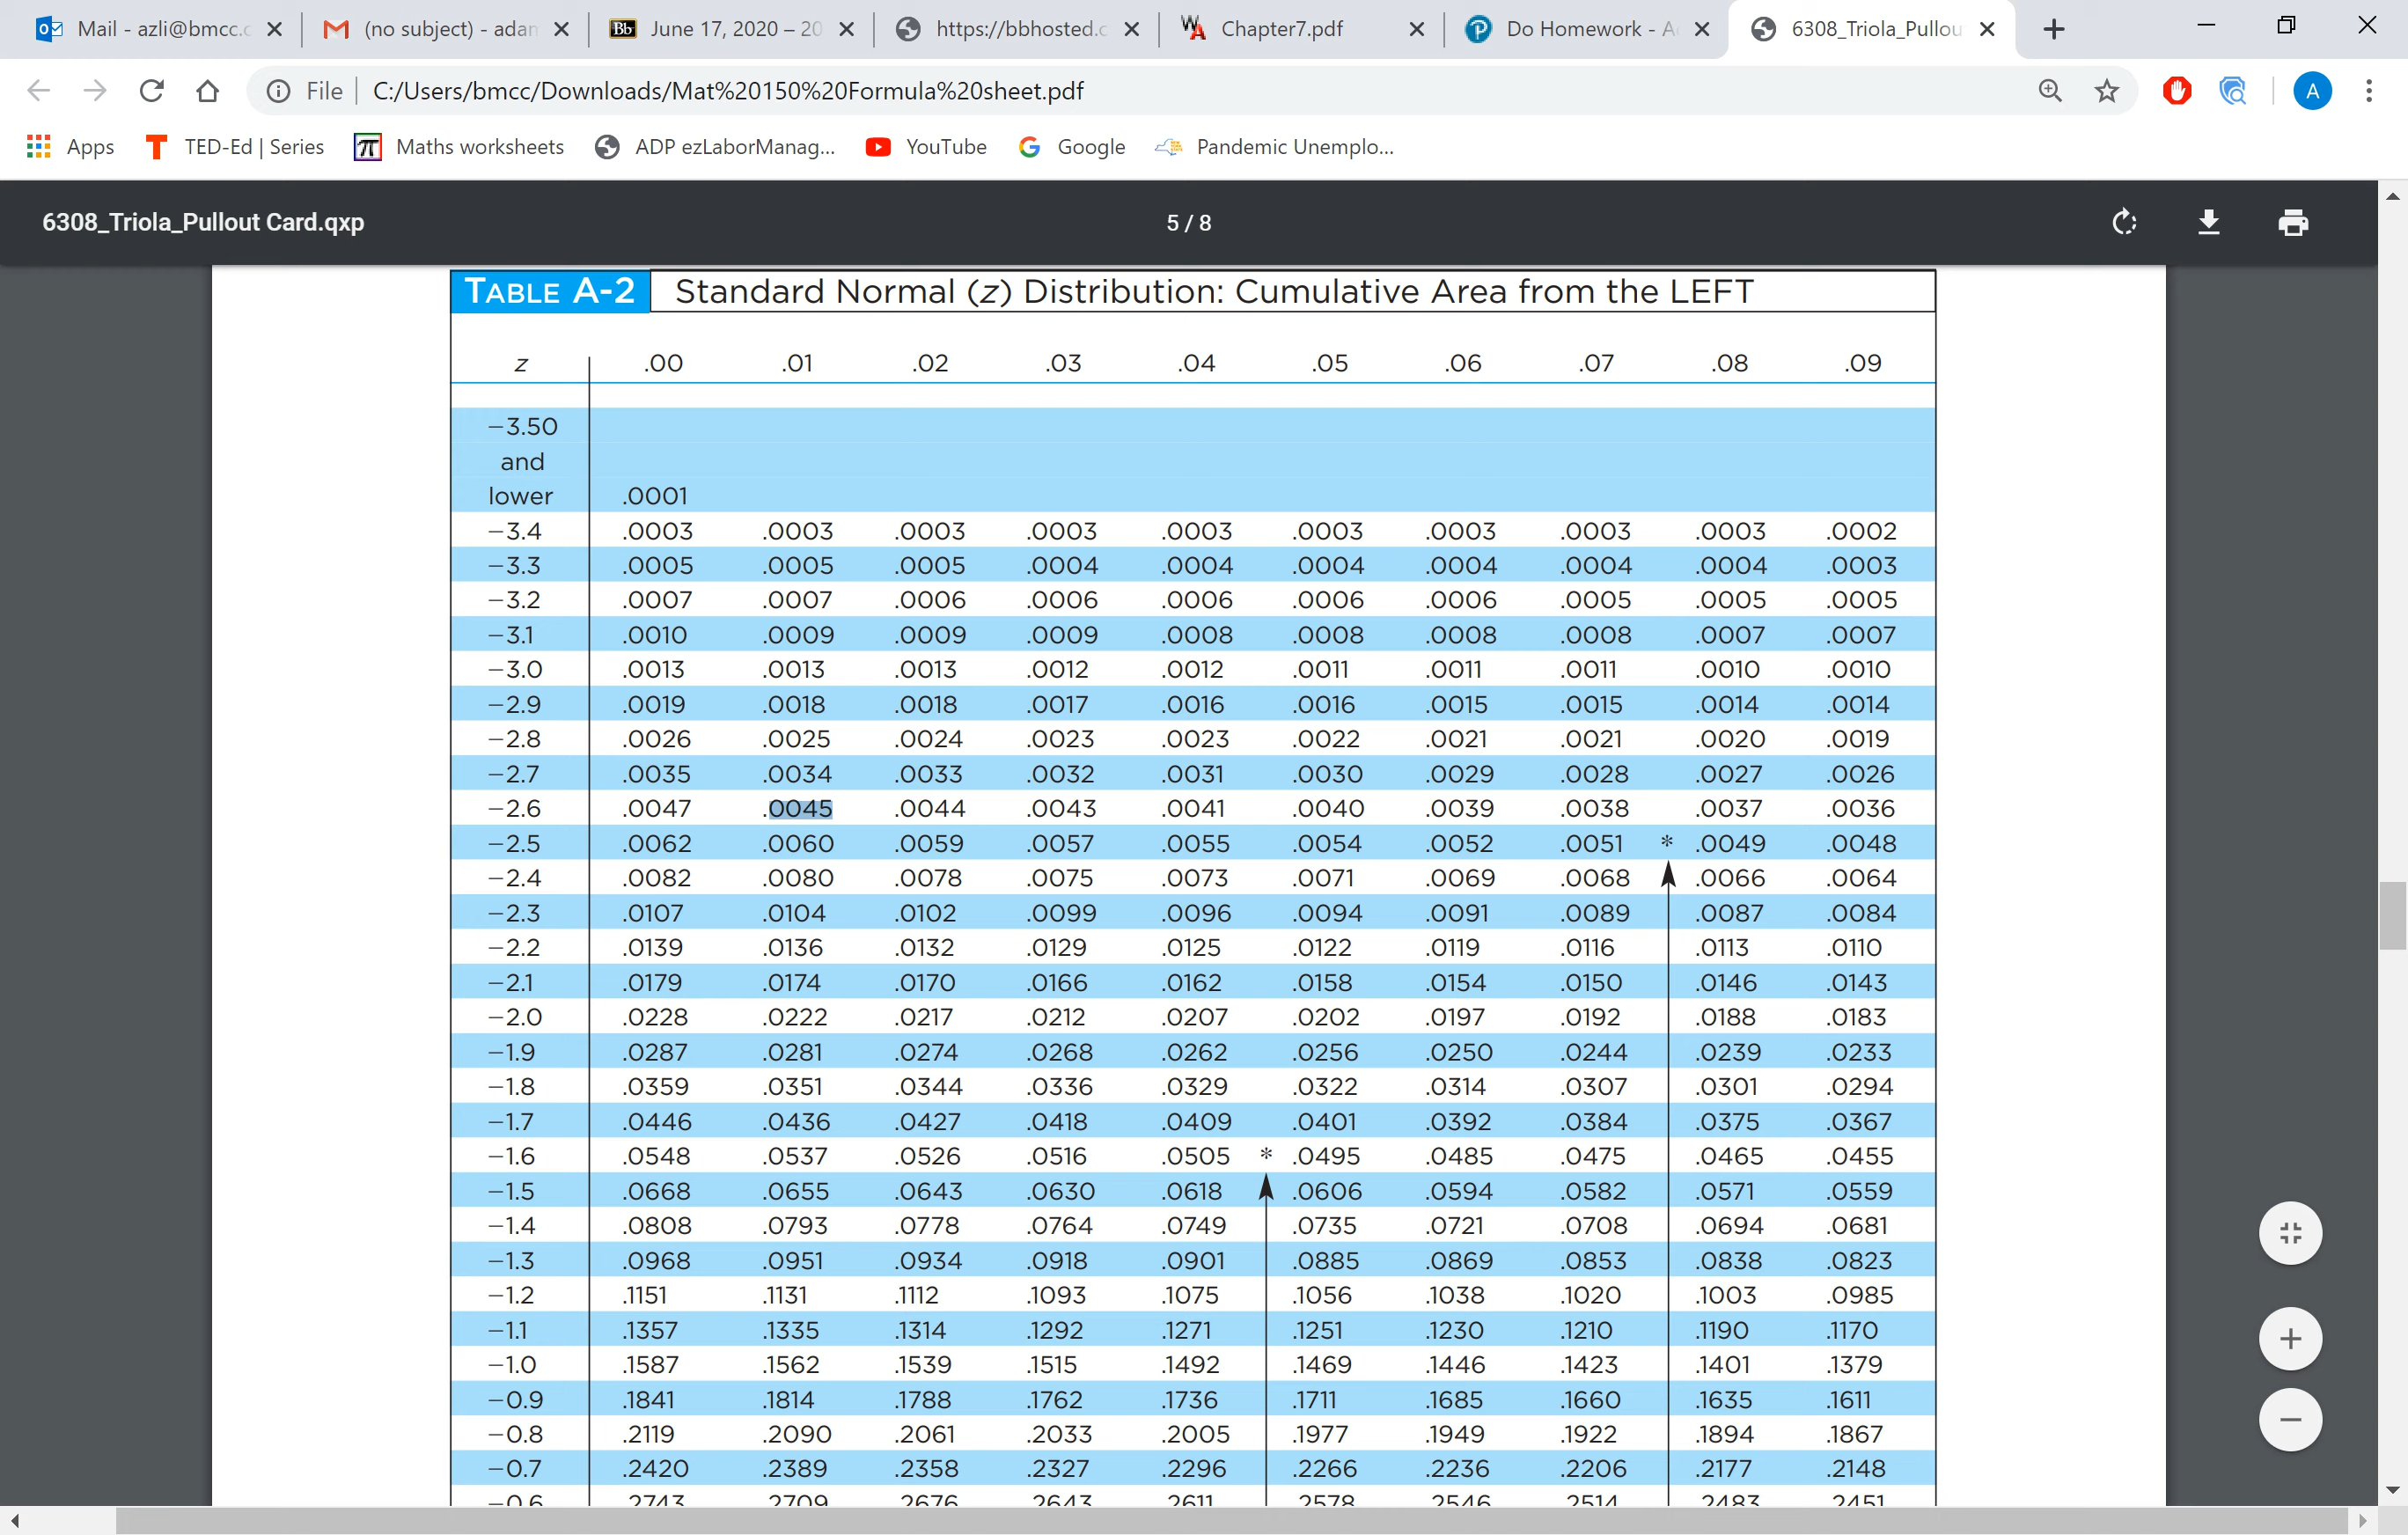 Mail - azli@bmcc.c
(no subject) - adam
Bb June 17, 2020 – 20
https://bbhosted.c
Chapter7.pdf
Do Homework - A
6308_Triola_Pullou
File C:/Users/bmcc/Downloads/Mat%20150%20Formula%20sheet.pdf A
Apps TED-Ed | Series Maths worksheets ADP ezLaborManag... YouTube Google Pandemic Unemplo...
6308_Triola_Pullout Card.qxp 5 / 8
TABLE A-2 Standard Normal (z) Distribution: Cumulative Area from the LEFT
z .00 .01 .02 .03 .04 .05 .06 .07 .08 .09
−3.50
and
lower .0001
−3.4 .0003 .0003 .0003 .0003 .0003 .0003 .0003 .0003 .0003 .0002
−3.3 .0005 .0005 .0005 .0004 .0004 .0004 .0004 .0004 .0004 .0003
−3.2 .0007 .0007 .0006 .0006 .0006 .0006 .0006 .0005 .0005 .0005
−3.1 .0010 .0009 .0009 .0009 .0008 .0008 .0008 .0008 .0007 .0007
−3.0 .0013 .0013 .0013 .0012 .0012 .0011 .0011 .0011 .0010 .0010
−2.9 .0019 .0018 .0018 .0017 .0016 .0016 .0015 .0015 .0014 .0014
−2.8 .0026 .0025 .0024 .0023 .0023 .0022 .0021 .0021 .0020 .0019
−2.7 .0035 .0034 .0033 .0032 .0031 .0030 .0029 .0028 .0027 .0026
−2.6 .0047 .0045 .0044 .0043 .0041 .0040 .0039 .0038 .0037 .0036
−2.5 .0062 .0060 .0059 .0057 .0055 .0054 .0052 .0051 * .0049 .0048
−2.4 .0082 .0080 .0078 .0075 .0073 .0071 .0069 .0068 .0066 .0064
−2.3 .0107 .0104 .0102 .0099 .0096 .0094 .0091 .0089 .0087 .0084
−2.2 .0139 .0136 .0132 .0129 .0125 .0122 .0119 .0116 .0113 .0110
−2.1 .0179 .0174 .0170 .0166 .0162 .0158 .0154 .0150 .0146 .0143
−2.0 .0228 .0222 .0217 .0212 .0207 .0202 .0197 .0192 .0188 .0183
−1.9 .0287 .0281 .0274 .0268 .0262 .0256 .0250 .0244 .0239 .0233
−1.8 .0359 .0351 .0344 .0336 .0329 .0322 .0314 .0307 .0301 .0294
−1.7 .0446 .0436 .0427 .0418 .0409 .0401 .0392 .0384 .0375 .0367
−1.6 .0548 .0537 .0526 .0516 .0505 * .0495 .0485 .0475 .0465 .0455
−1.5 .0668 .0655 .0643 .0630 .0618 .0606 .0594 .0582 .0571 .0559
−1.4 .0808 .0793 .0778 .0764 .0749 .0735 .0721 .0708 .0694 .0681
−1.3 .0968 .0951 .0934 .0918 .0901 .0885 .0869 .0853 .0838 .0823
−1.2 .1151 .1131 .1112 .1093 .1075 .1056 .1038 .1020 .1003 .0985
−1.1 .1357 .1335 .1314 .1292 .1271 .1251 .1230 .1210 .1190 .1170
−1.0 .1587 .1562 .1539 .1515 .1492 .1469 .1446 .1423 .1401 .1379
−0.9 .1841 .1814 .1788 .1762 .1736 .1711 .1685 .1660 .1635 .1611
−0.8 .2119 .2090 .2061 .2033 .2005 .1977 .1949 .1922 .1894 .1867
−0.7 .2420 .2389 .2358 .2327 .2296 .2266 .2236 .2206 .2177 .2148
−0.6 .2743 .2709 .2676 .2643 .2611 .2578 .2546 .2514 .2483 .2451